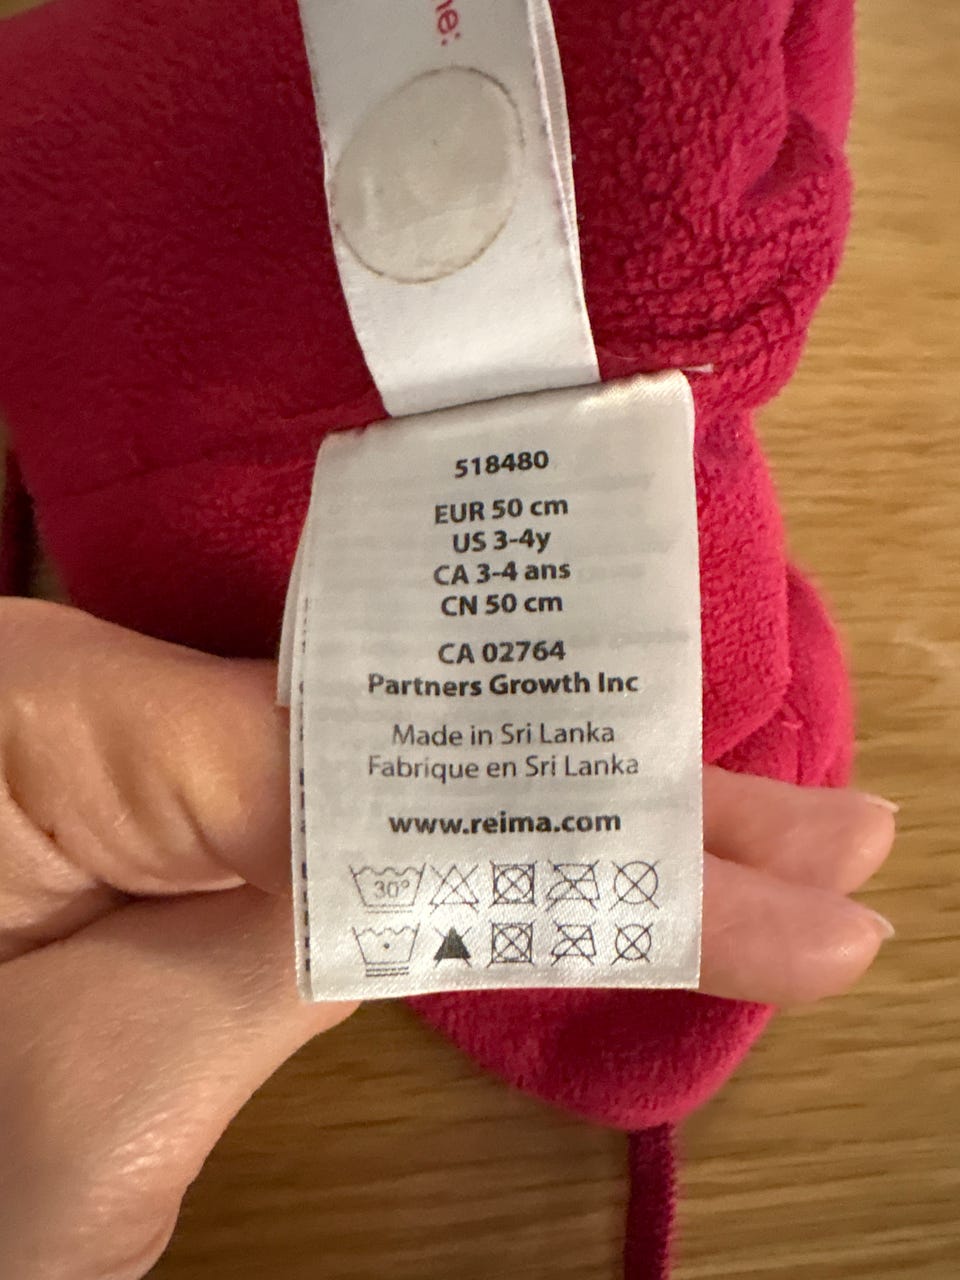 518480
EUR 50 cm
US 3-4y
CA 3-4 ans
CN 50 cm
CA 02764
Partners Growth Inc
Made in Sri Lanka
Fabrique en Sri Lanka
www.reima.com
30°